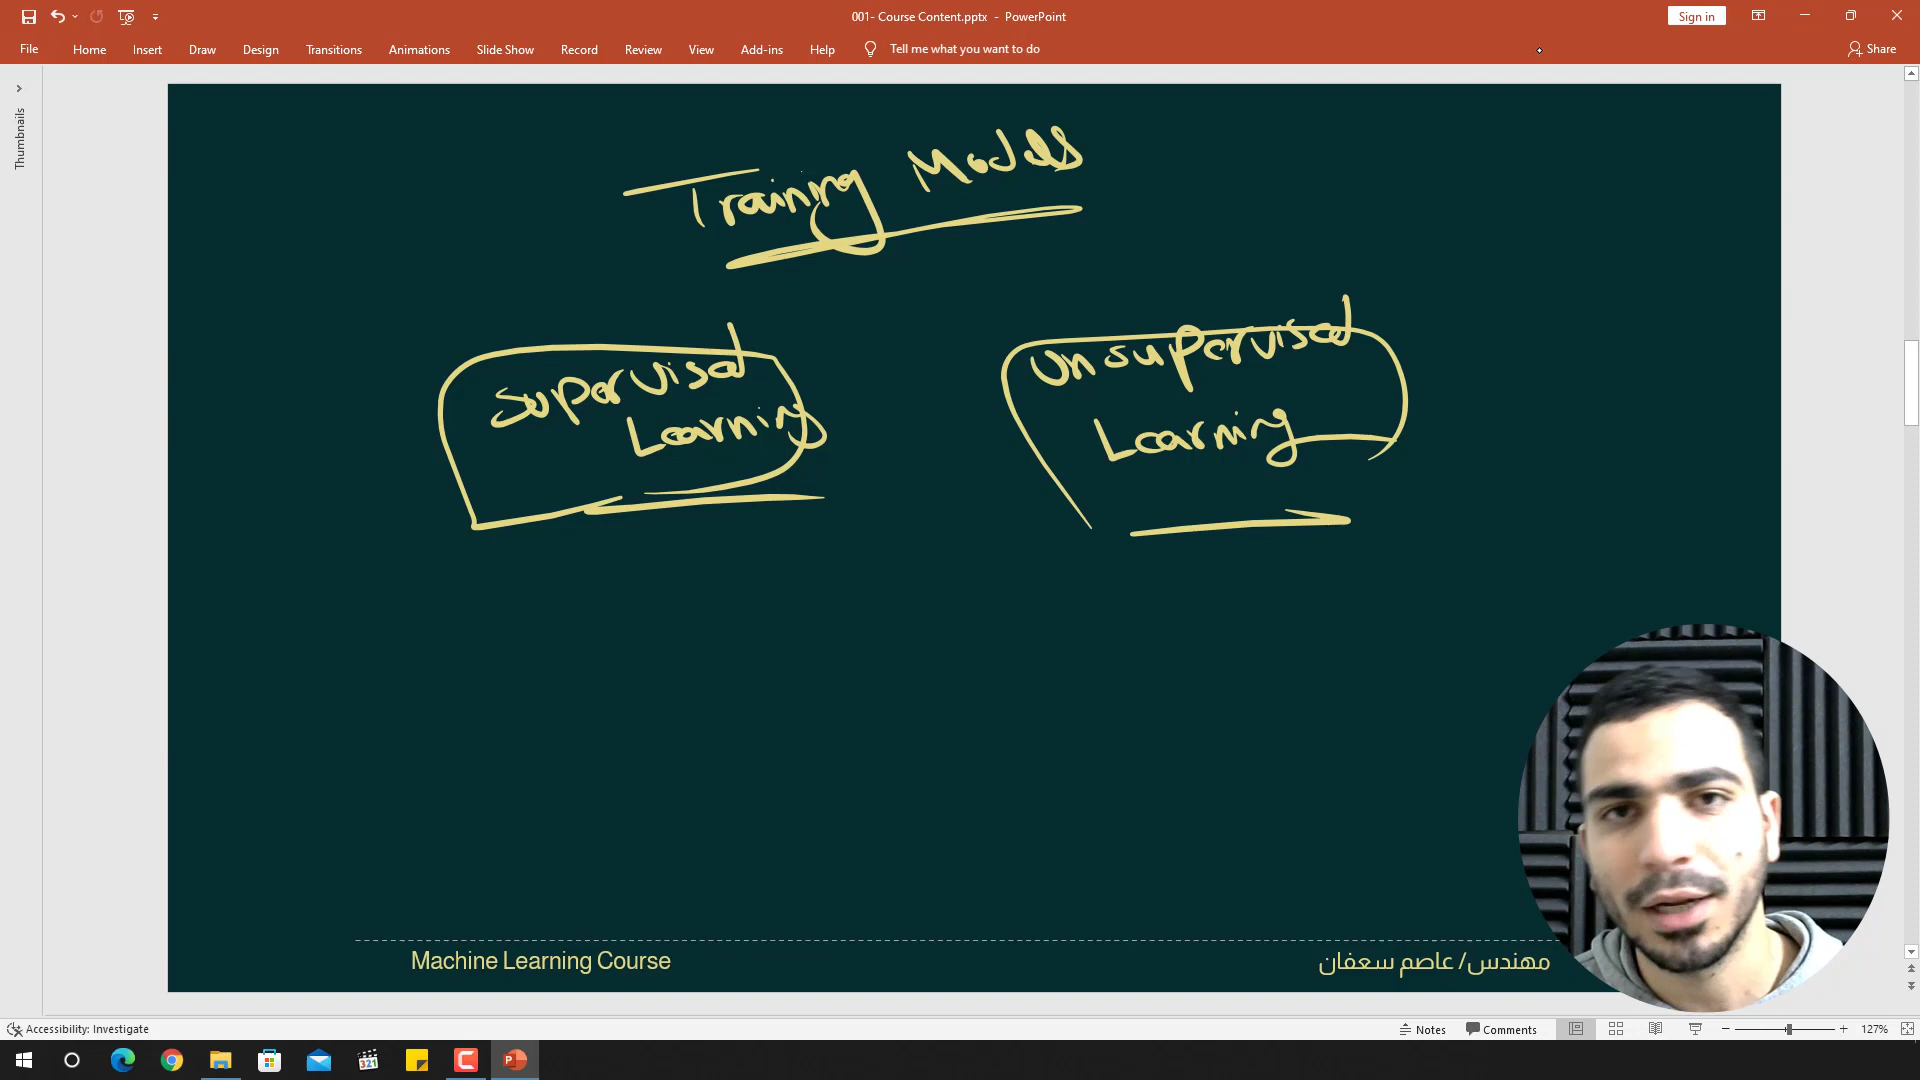 001- Course Content.pptx - PowerPoint
Sign in
File Home Insert Draw Design Transitions Animations Slide Show Record Review View Add-ins Help Tell me what you want to do Share
Thumbnails
Training Models
Supervised
Learning
Unsupervised
Learning
Machine Learning Course
مهندس/ عاصم سعفان
Accessibility: Investigate Notes Comments 127%